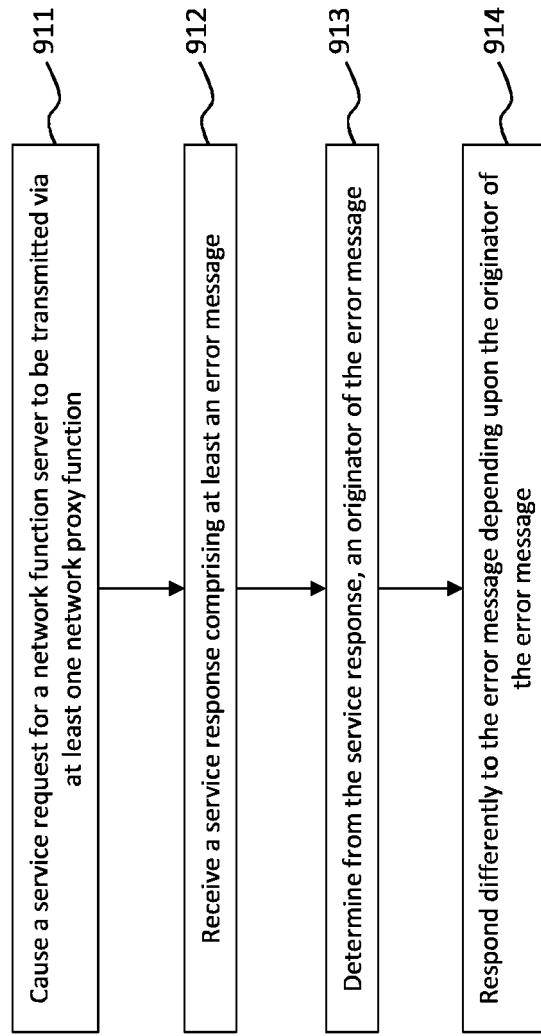 Cause a service request for a network function server to be transmitted via
at least one network proxy function
911
Receive a service response comprising at least an error message
912
Determine from the service response, an originator of the error message
913
Respond differently to the error message depending upon the originator of
the error message
914